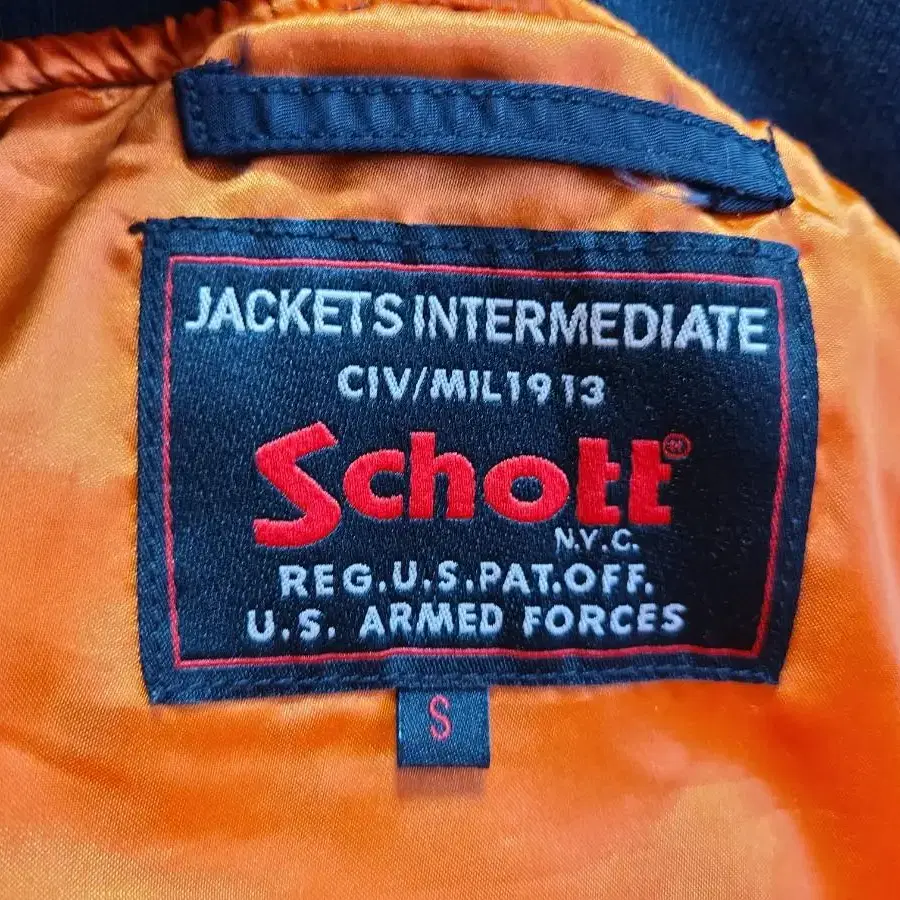 JACKETS INTERMEDIATE
CIV/MIL1913
Schott®
N.Y.C.
REG.U.S.PAT.OFF.
U.S. ARMED FORCES
S